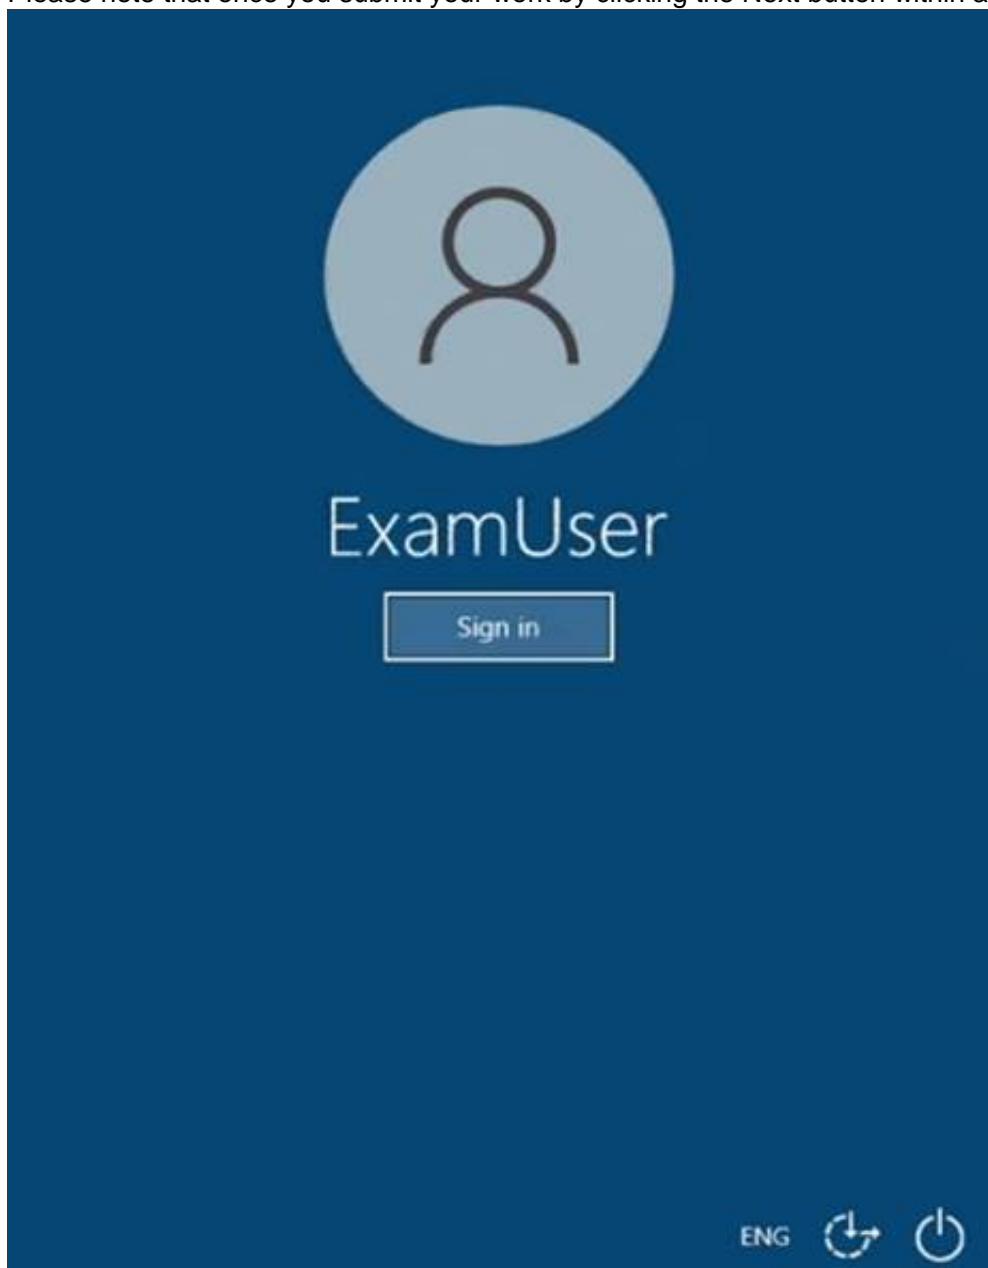 Please note that once you submit your work by clicking the Next button within a
ExamUser
Sign in
ENG